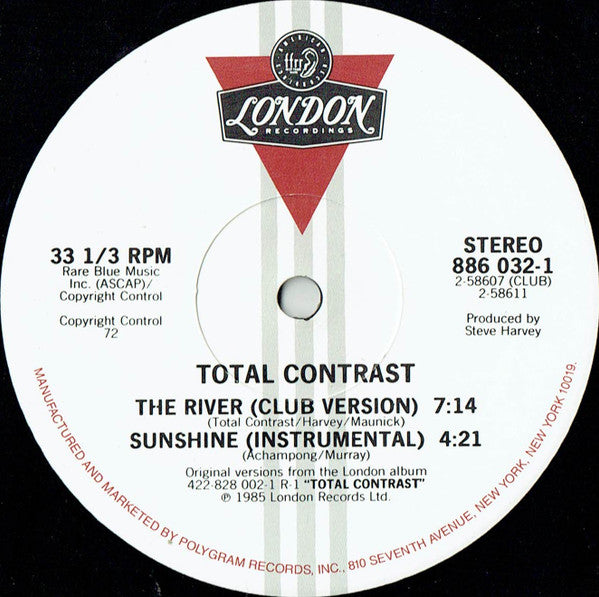 AMERICAN
LONDON
RECORDINGS
33 1/3 RPM
Rare Blue Music
Inc. (ASCAP)/
Copyright Control
Copyright Control
72
STEREO
886 032-1
2-58607 (CLUB)
2-58611
Produced by
Steve Harvey
TOTAL CONTRAST
THE RIVER (CLUB VERSION) 7:14
(Total Contrast/Harvey/Maunick)
SUNSHINE (INSTRUMENTAL) 4:21
(Achampong/Murray)
Original versions from the London album
422-828 002-1 R-1 "TOTAL CONTRAST"
℗ 1985 London Records Ltd.
MANUFACTURED AND MARKETED BY POLYGRAM RECORDS, INC., 810 SEVENTH AVENUE, NEW YORK, NEW YORK 10019.